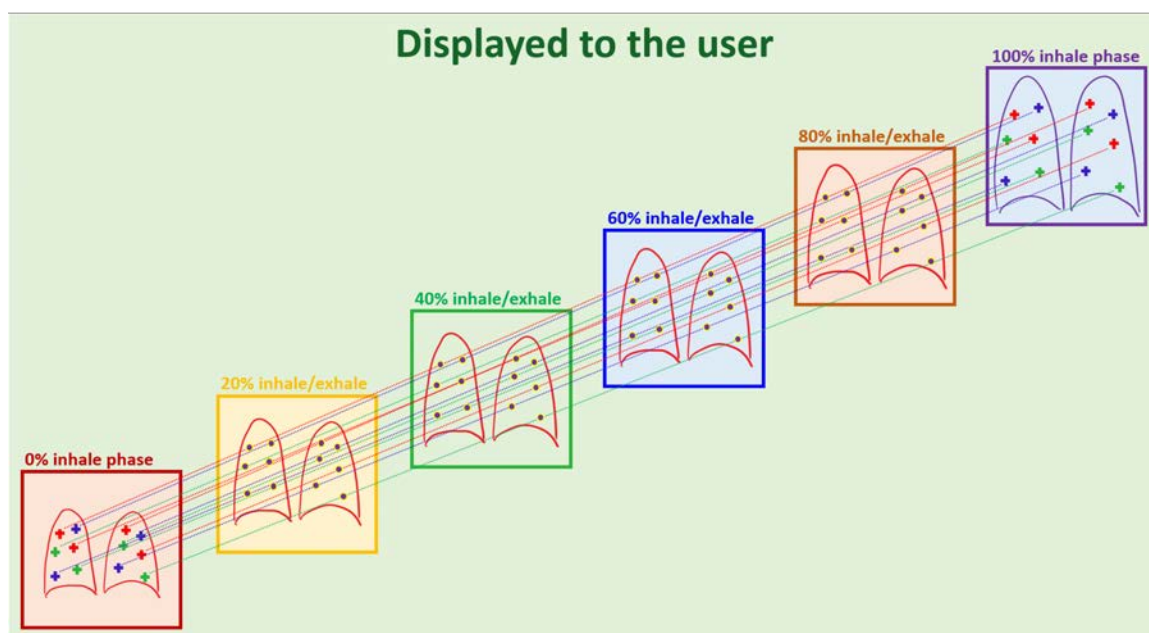 Displayed to the user
100% inhale phase
80% inhale/exhale
60% inhale/exhale
40% inhale/exhale
20% inhale/exhale
0% inhale phase